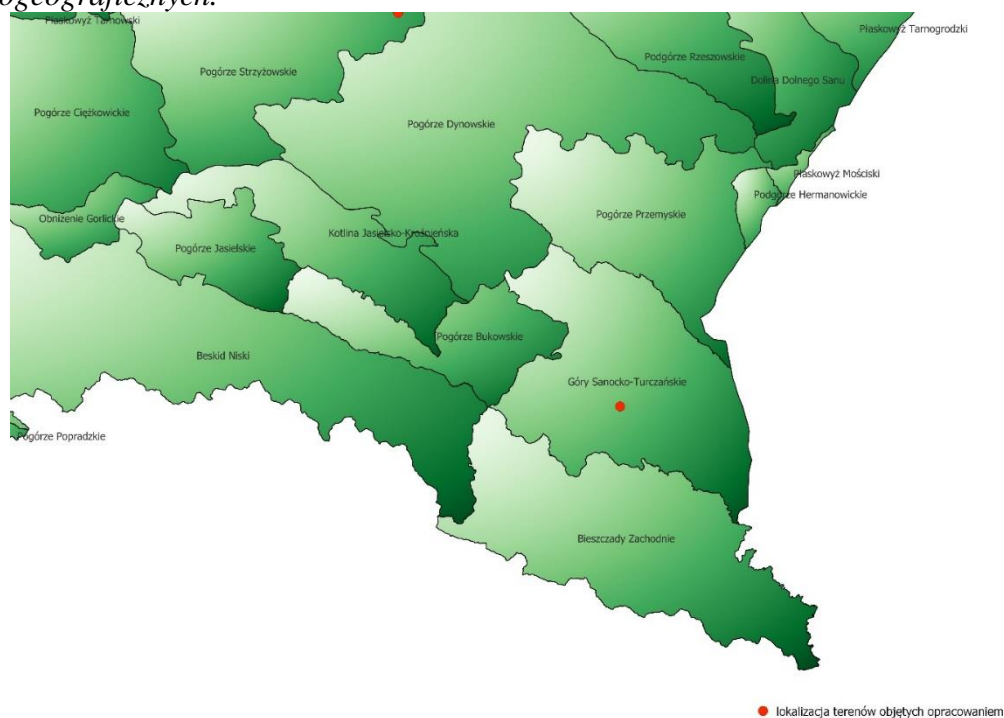 ogeograficznych.
Płaskowyż Tarnowski
Płaskowyż Tarnogrodzki
Podgórze Rzeszowskie
Pogórze Strzyżowskie
Dolina Dolnego Sanu
Pogórze Ciężkowickie
Pogórze Dynowskie
Płaskowyż Mościski
Podgórze Hermanowickie
Pogórze Przemyskie
Obniżenie Gorlickie
Kotlina Jasielsko-Krośnieńska
Pogórze Jasielskie
Pogórze Bukowskie
Beskid Niski
Góry Sanocko-Turczańskie
Pogórze Popradzkie
Bieszczady Zachodnie
lokalizacja terenów objętych opracowaniem